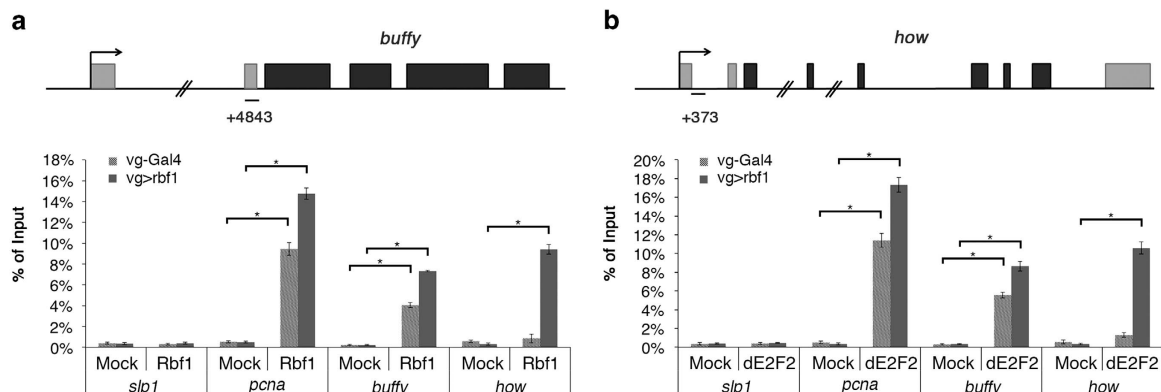 a
buffy
+4843
18%
16%
14%
12%
10%
8%
6%
4%
2%
0%
% of Input
vg-Gal4
vg>rbf1
*
*
*
*
*
Mock Rbf1 Mock Rbf1 Mock Rbf1 Mock Rbf1
slp1 pcna buffy how
b
how
+373
20%
18%
16%
14%
12%
10%
8%
6%
4%
2%
0%
% of Input
vg-Gal4
vg>rbf1
*
*
*
*
*
Mock dE2F2 Mock dE2F2 Mock dE2F2 Mock dE2F2
slp1 pcna buffy how